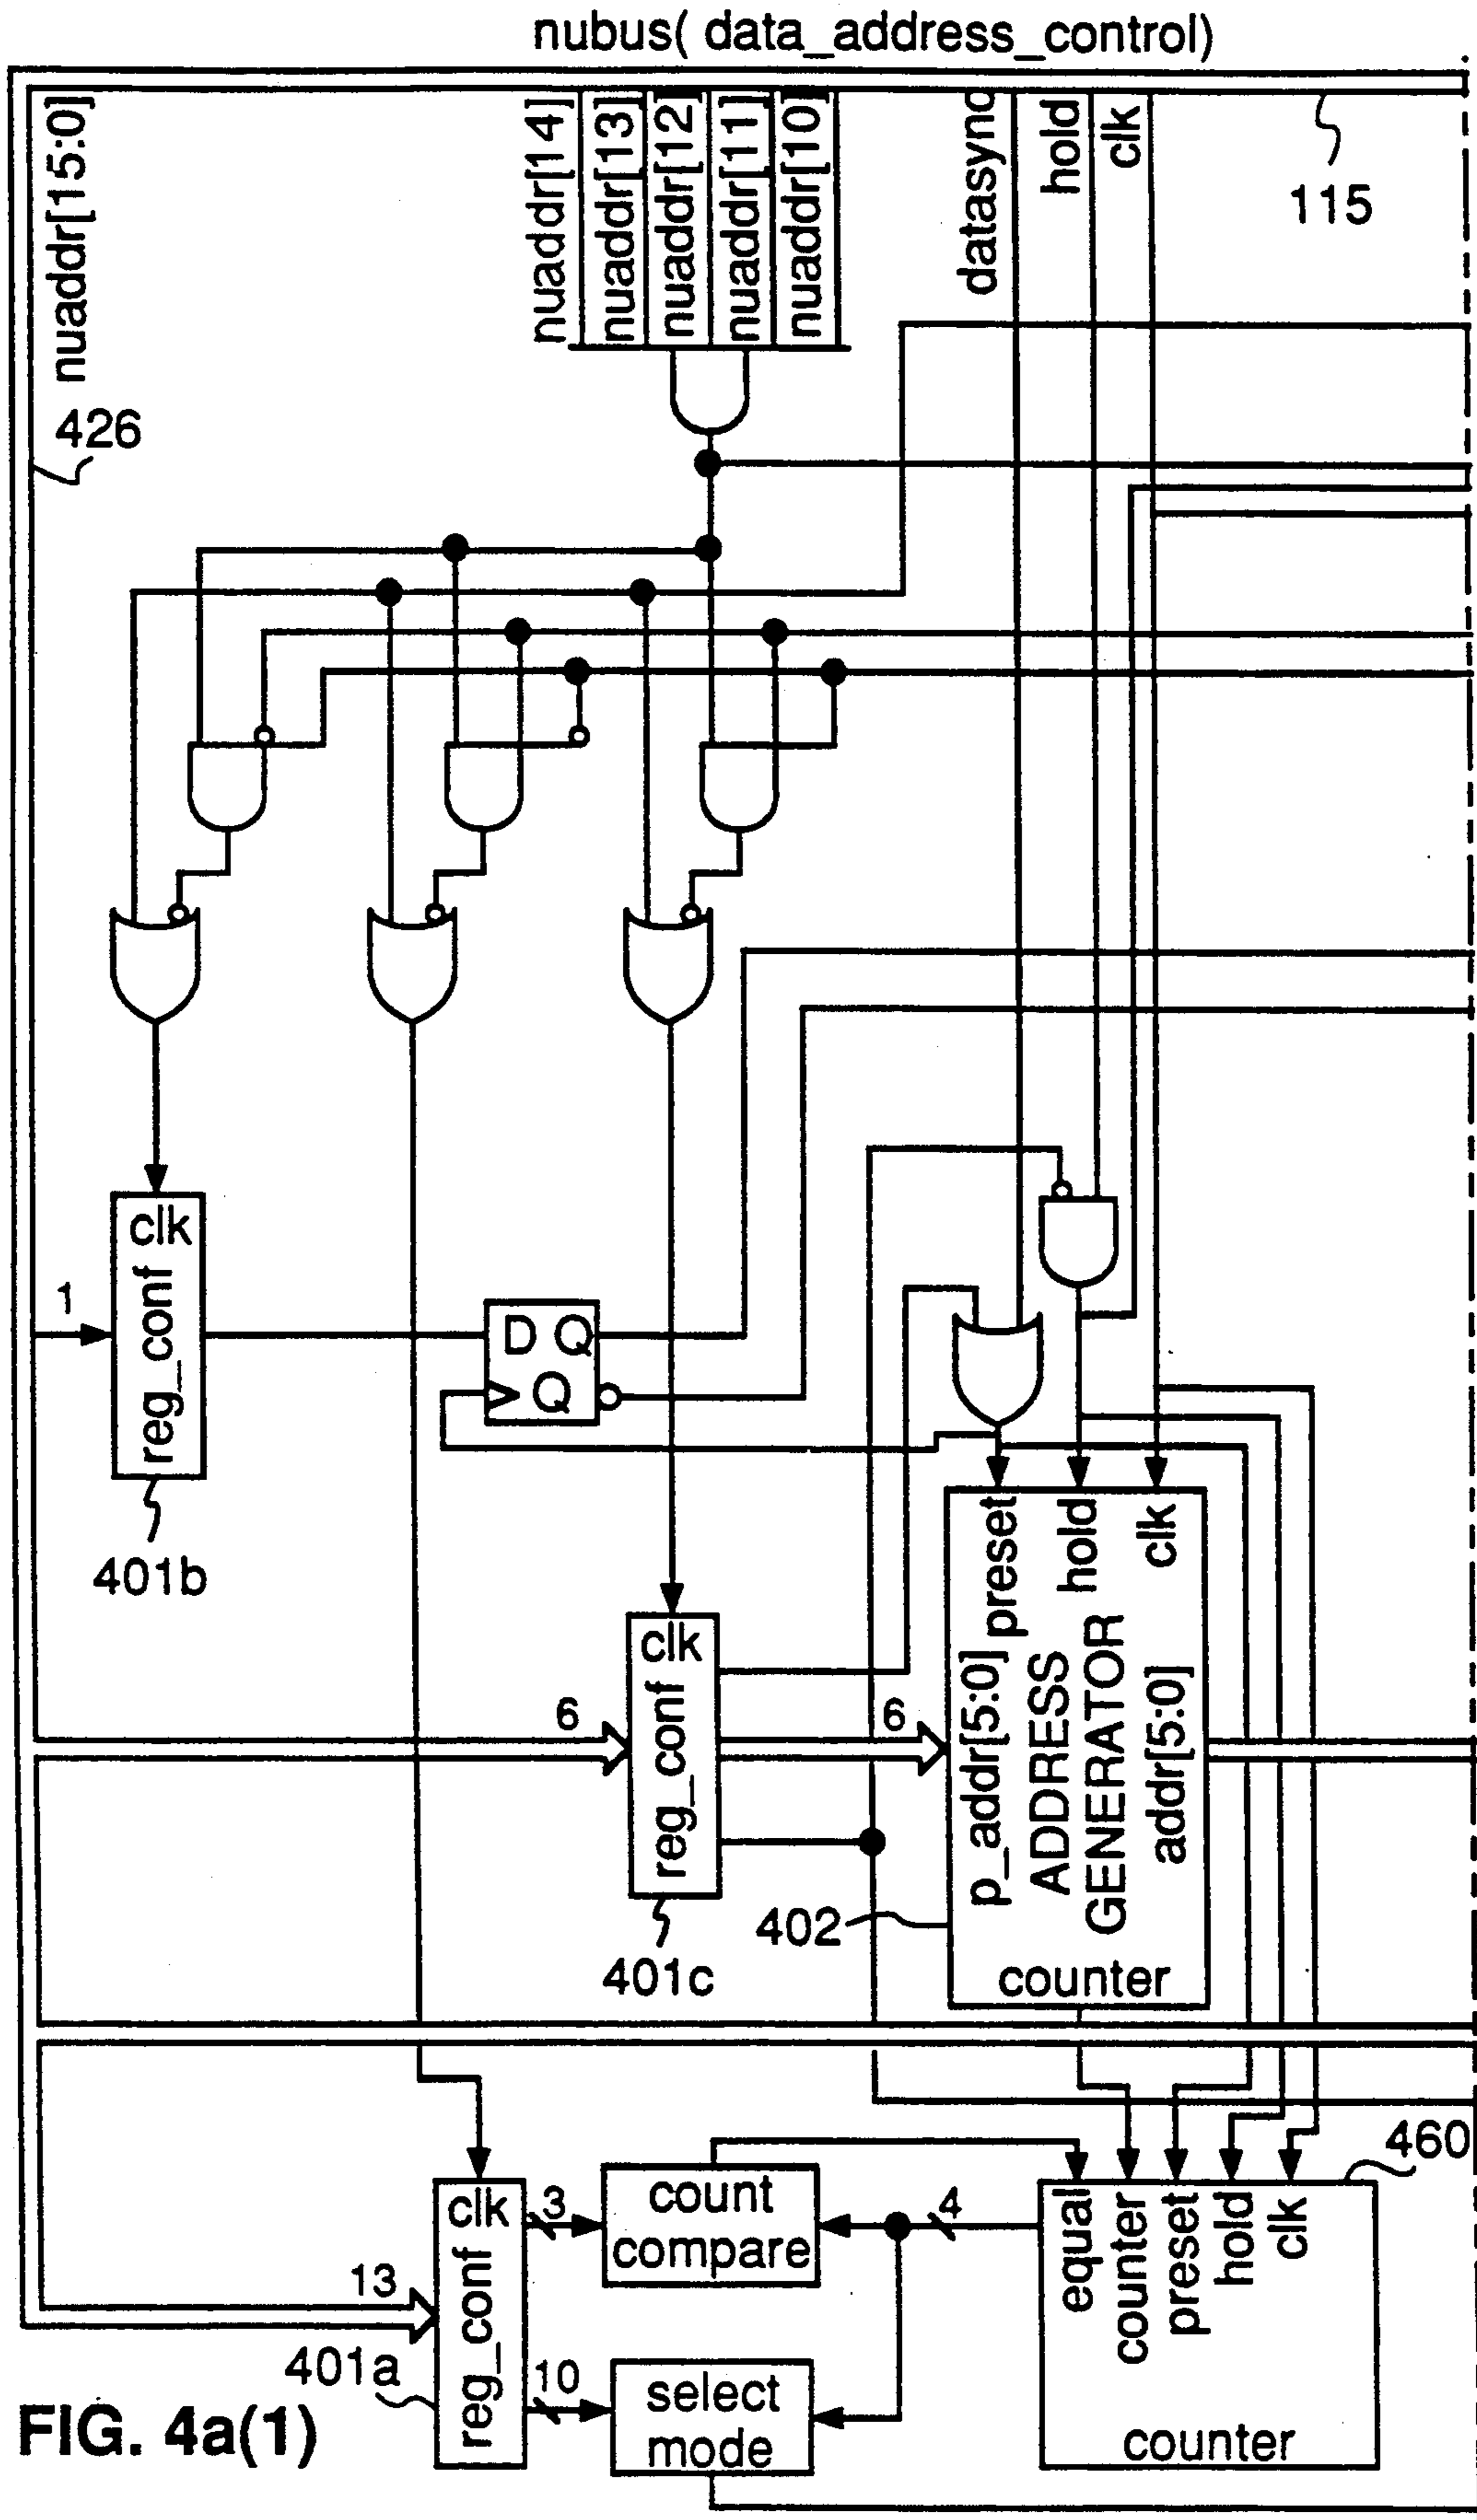 nubus( data_address_control)
nuaddr[15:0]
nuaddr[14]
nuaddr[13]
nuaddr[12]
nuaddr[11]
nuaddr[10]
datasync
hold
clk
115
426
clk
reg_conf
1
401b
D Q
Q
preset
hold
clk
p_addr[5:0]
ADDRESS
GENERATOR
addr[5:0]
counter
402
clk
reg_conf
6
6
401c
460
clk
reg_conf
13
3
10
401a
count
compare
4
select
mode
equal
counter
preset
hold
clk
counter
FIG. 4a(1)